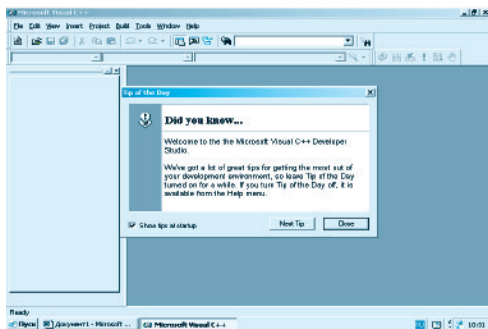 Microsoft Visual C++
File Edit View Insert Project Build Tools Window Help
Tip of the Day
Did you know...
Welcome to the the Microsoft Visual C++ Developer
Studio.
We've got a lot of great tips for getting the most out of
your development environment, so leave Tip of the Day
turned on for a while. If you turn Tip of the Day off, it is
available from the Help menu.
Show tips at startup
Next Tip
Close
Ready
Пуск
Документ1 - Microsoft ...
Microsoft Visual C++
10:01